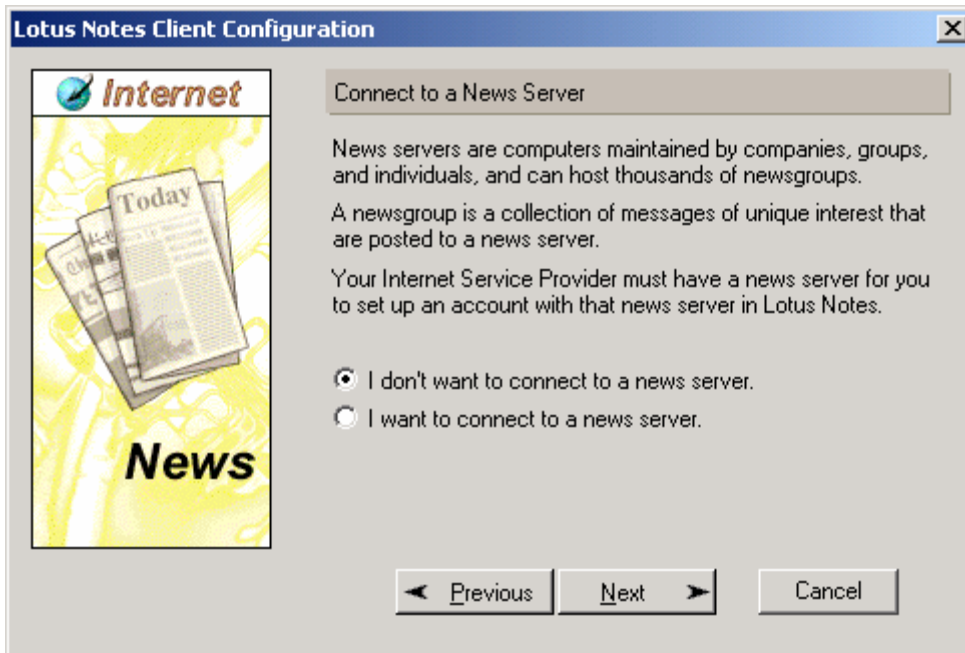 Lotus Notes Client Configuration
Internet
Today
News
Connect to a News Server
News servers are computers maintained by companies, groups,
and individuals, and can host thousands of newsgroups.
A newsgroup is a collection of messages of unique interest that
are posted to a news server.
Your Internet Service Provider must have a news server for you
to set up an account with that news server in Lotus Notes.
I don't want to connect to a news server.
I want to connect to a news server.
Previous
Next
Cancel